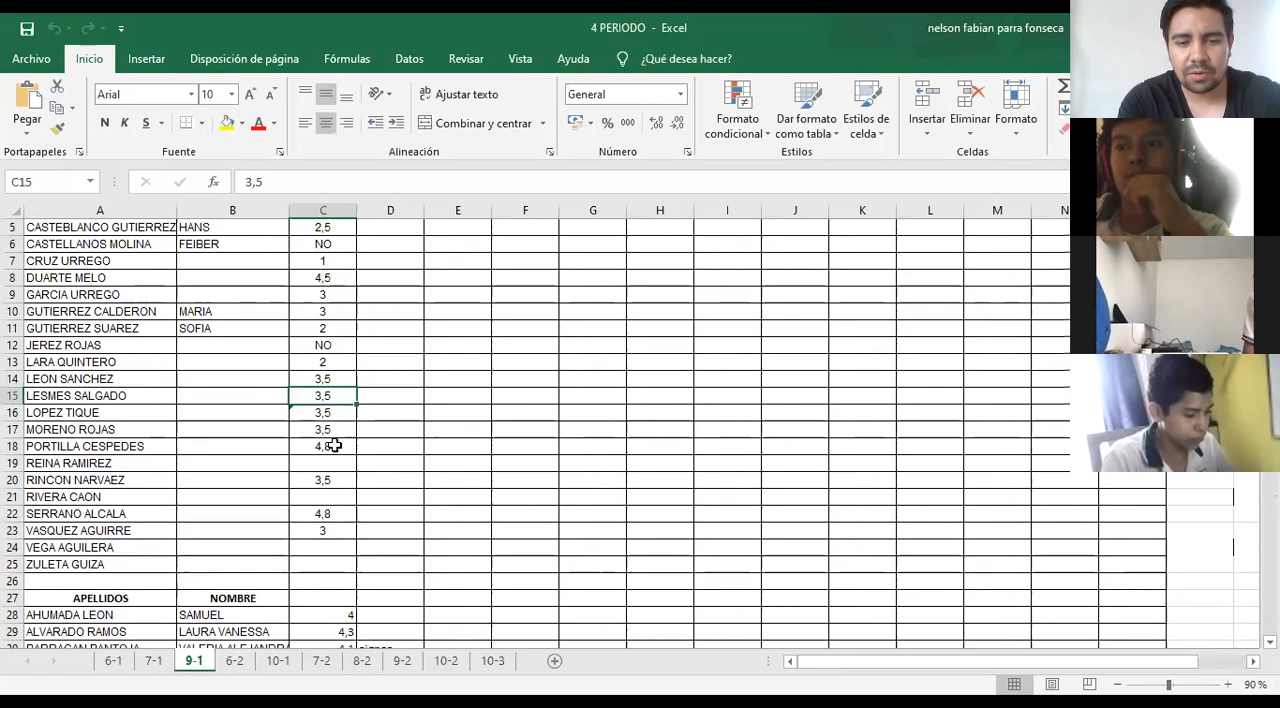 4 PERIODO - Excel
nelson fabian parra fonseca
Archivo Inicio Insertar Disposición de página Fórmulas Datos Revisar Vista Ayuda ¿Qué desea hacer?
Pegar
Arial 10
N K S
Ajustar texto
Combinar y centrar
General
% 000
Formato condicional
Dar formato como tabla
Estilos de celda
Insertar Eliminar Formato
Portapapeles Fuente Alineación Número Estilos Celdas
C15 fx 3,5
A B C D E F G H I J K L M N
5 CASTEBLANCO GUTIERREZ HANS 2,5
6 CASTELLANOS MOLINA FEIBER NO
7 CRUZ URREGO 1
8 DUARTE MELO 4,5
9 GARCIA URREGO 3
10 GUTIERREZ CALDERON MARIA 3
11 GUTIERREZ SUAREZ SOFIA 2
12 JEREZ ROJAS NO
13 LARA QUINTERO 2
14 LEON SANCHEZ 3,5
15 LESMES SALGADO 3,5
16 LOPEZ TIQUE 3,5
17 MORENO ROJAS 3,5
18 PORTILLA CESPEDES 4,8
19 REINA RAMIREZ
20 RINCON NARVAEZ 3,5
21 RIVERA CAON
22 SERRANO ALCALA 4,8
23 VASQUEZ AGUIRRE 3
24 VEGA AGUILERA
25 ZULETA GUIZA
26
27 APELLIDOS NOMBRE
28 AHUMADA LEON SAMUEL 4
29 ALVARADO RAMOS LAURA VANESSA 4,3
6-1 7-1 9-1 6-2 10-1 7-2 8-2 9-2 10-2 10-3
90 %